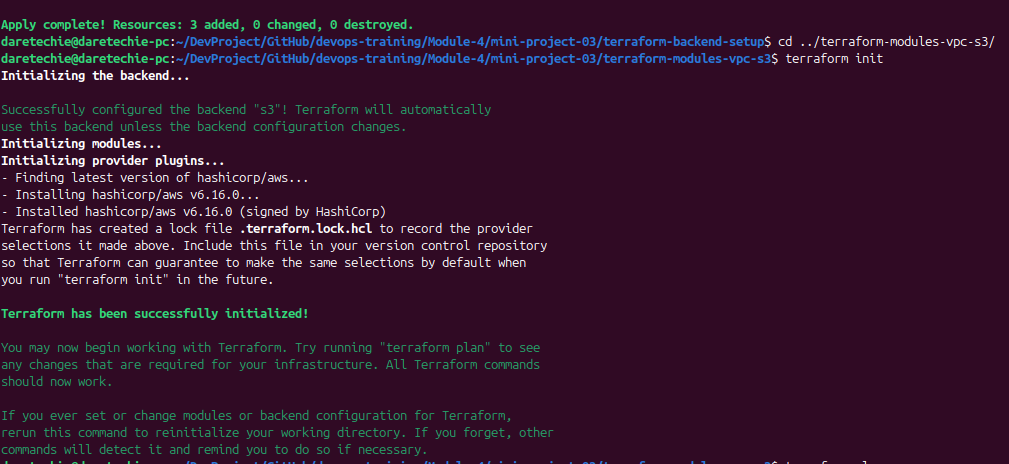 Apply complete! Resources: 3 added, 0 changed, 0 destroyed.
daretechie@daretechie-pc:~/DevProject/GitHub/devops-training/Module-4/mini-project-03/terraform-backend-setup$ cd ../terraform-modules-vpc-s3/
daretechie@daretechie-pc:~/DevProject/GitHub/devops-training/Module-4/mini-project-03/terraform-modules-vpc-s3$ terraform init
Initializing the backend...
Successfully configured the backend "s3"! Terraform will automatically
use this backend unless the backend configuration changes.
Initializing modules...
Initializing provider plugins...
- Finding latest version of hashicorp/aws...
- Installing hashicorp/aws v6.16.0...
- Installed hashicorp/aws v6.16.0 (signed by HashiCorp)
Terraform has created a lock file .terraform.lock.hcl to record the provider
selections it made above. Include this file in your version control repository
so that Terraform can guarantee to make the same selections by default when
you run "terraform init" in the future.
Terraform has been successfully initialized!
You may now begin working with Terraform. Try running "terraform plan" to see
any changes that are required for your infrastructure. All Terraform commands
should now work.
If you ever set or change modules or backend configuration for Terraform,
rerun this command to reinitialize your working directory. If you forget, other
commands will detect it and remind you to do so if necessary.